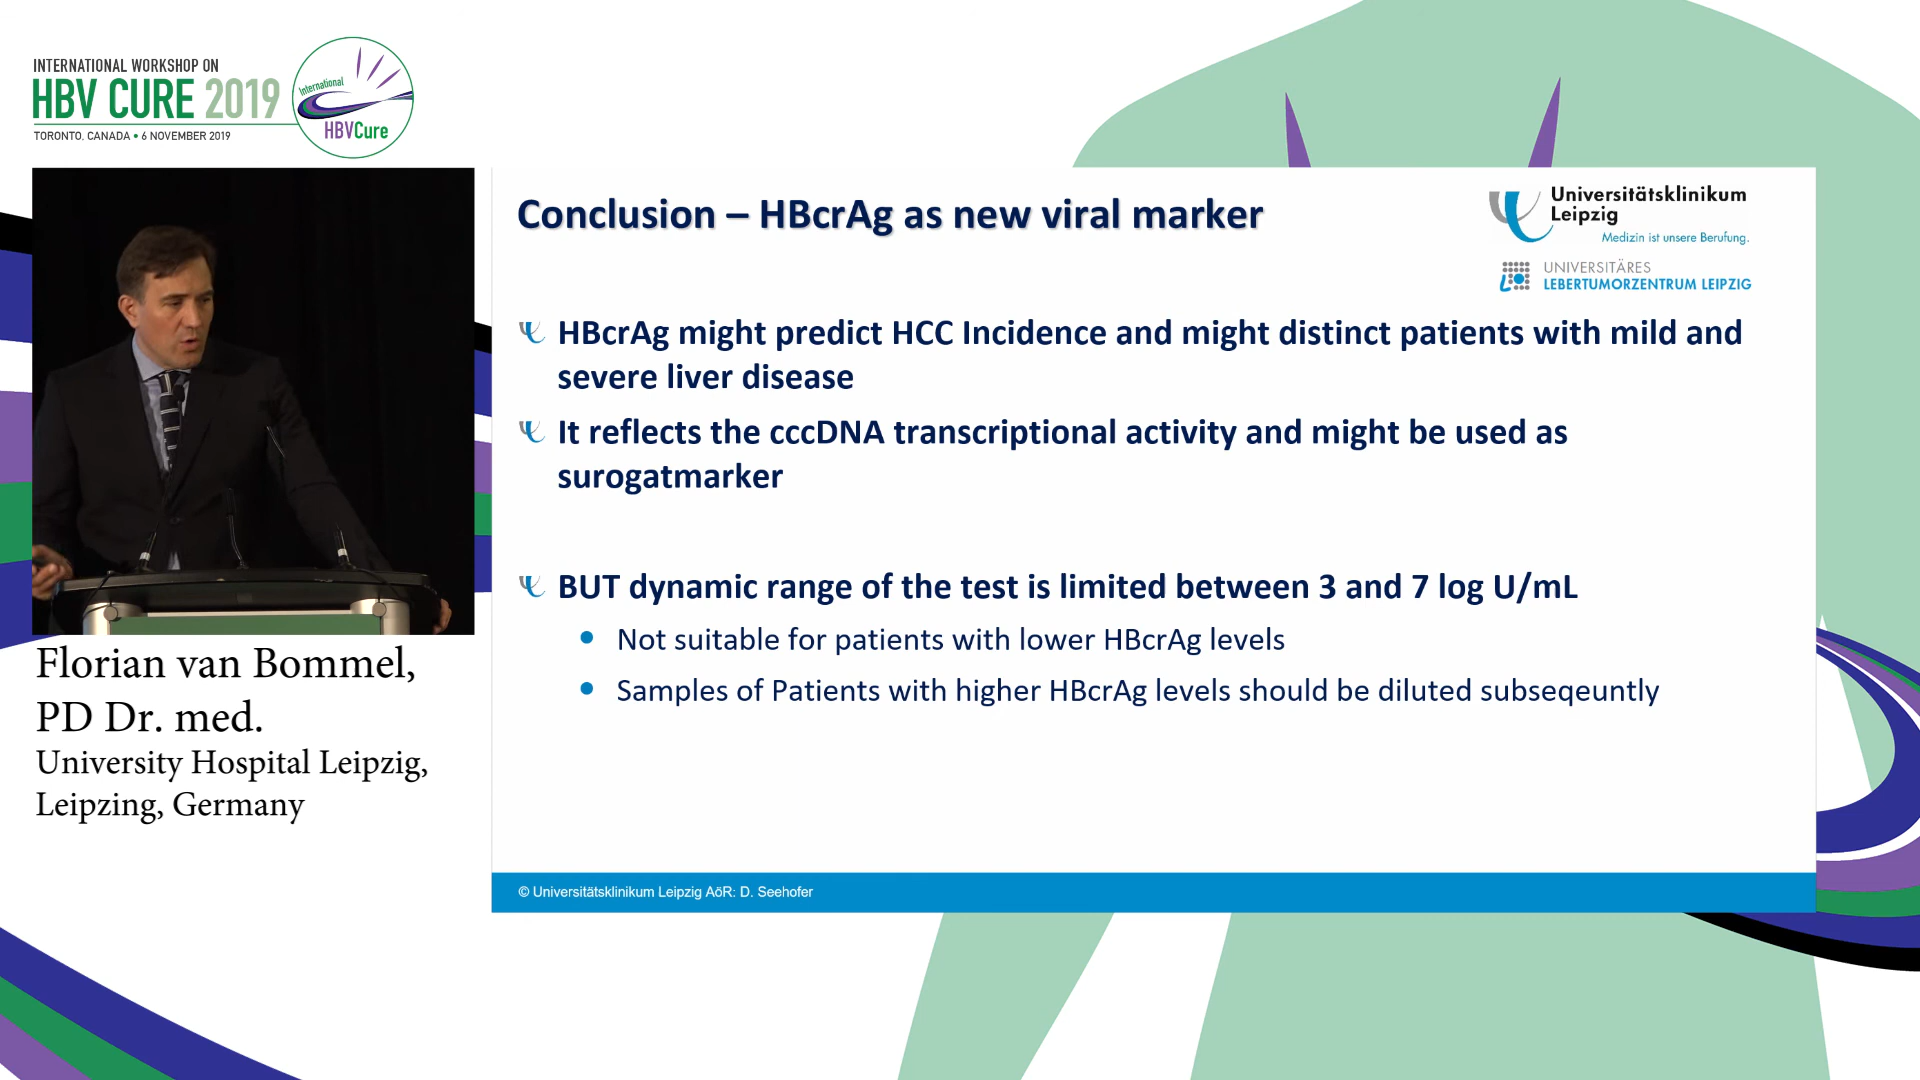 INTERNATIONAL WORKSHOP ON
HBV CURE 2019
TORONTO, CANADA • 6 NOVEMBER 2019
International
HBVCure
Florian van Bommel,
PD Dr. med.
University Hospital Leipzig,
Leipzing, Germany
Conclusion – HBcrAg as new viral marker
Universitätsklinikum
Leipzig
Medizin ist unsere Berufung.
UNIVERSITÄRES
LEBERTUMORZENTRUM LEIPZIG
HBcrAg might predict HCC Incidence and might distinct patients with mild and
severe liver disease
It reflects the cccDNA transcriptional activity and might be used as
surogatmarker
BUT dynamic range of the test is limited between 3 and 7 log U/mL
• Not suitable for patients with lower HBcrAg levels
• Samples of Patients with higher HBcrAg levels should be diluted subseqeuntly
© Universitätsklinikum Leipzig AöR: D. Seehofer